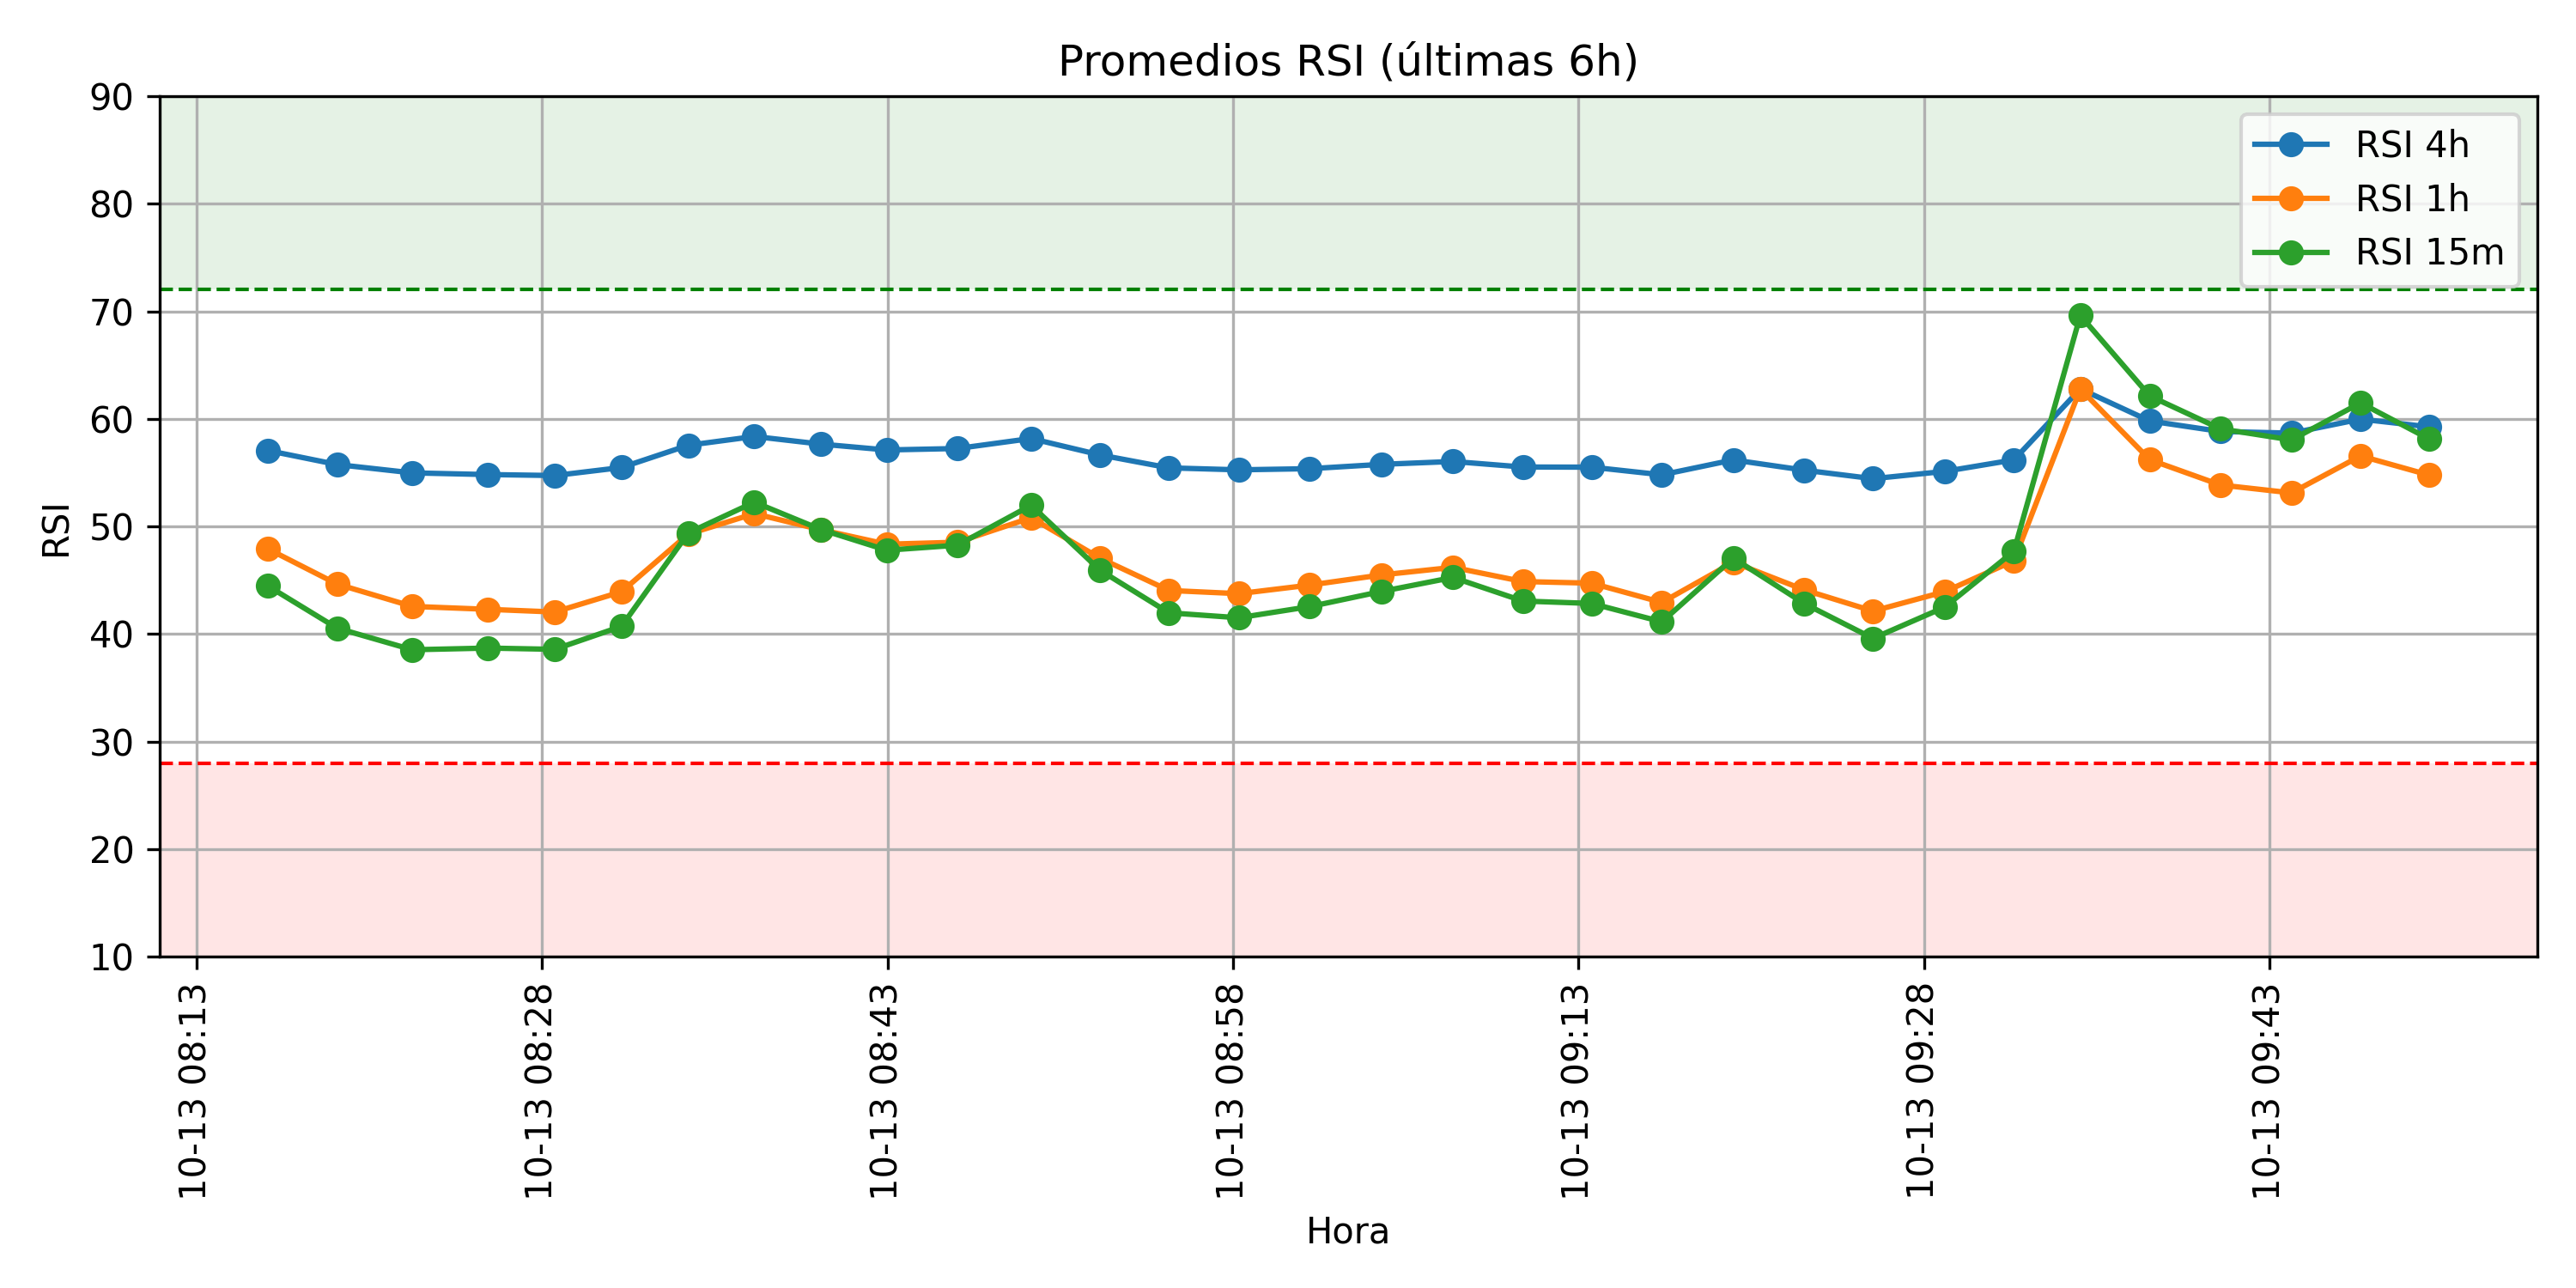 Promedios RSI (últimas 6h)
RSI 4h
RSI 1h
RSI 15m
90
80
70
60
50
40
30
20
10
RSI
10-13 08:13
10-13 08:28
10-13 08:43
10-13 08:58
10-13 09:13
10-13 09:28
10-13 09:43
Hora